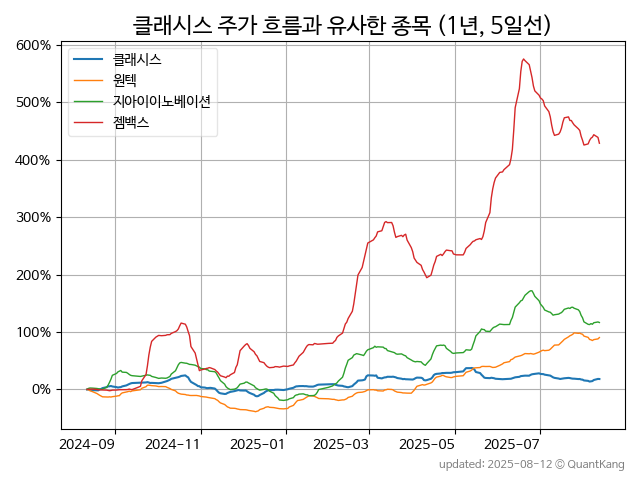 클래시스 주가 흐름과 유사한 종목 (1년, 5일선)
600%
500%
400%
300%
200%
100%
0%
클래시스
원텍
지아이이노베이션
젬백스
2024-09
2024-11
2025-01
2025-03
2025-05
2025-07
updated: 2025-08-12 © QuantKang